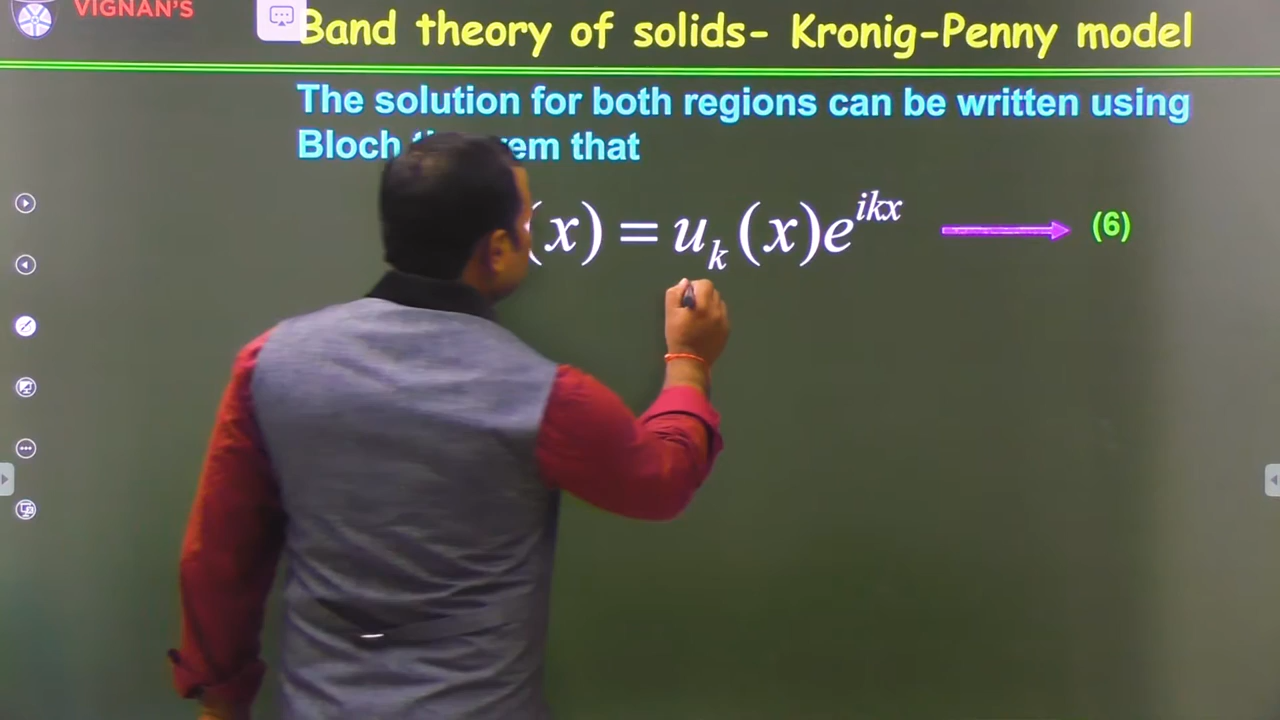 VIGNAN'S
Band theory of solids- Kronig-Penny model
The solution for both regions can be written using
Bloch that
(x) = u_k(x)e^{ikx} (6)